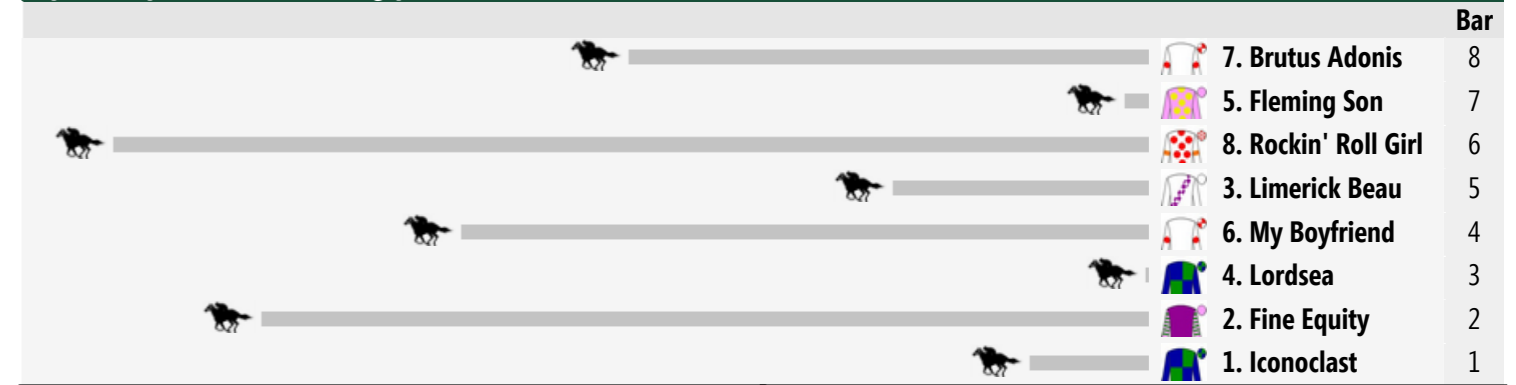 Bar
7. Brutus Adonis 8
5. Fleming Son 7
8. Rockin' Roll Girl 6
3. Limerick Beau 5
6. My Boyfriend 4
4. Lordsea 3
2. Fine Equity 2
1. Iconoclast 1